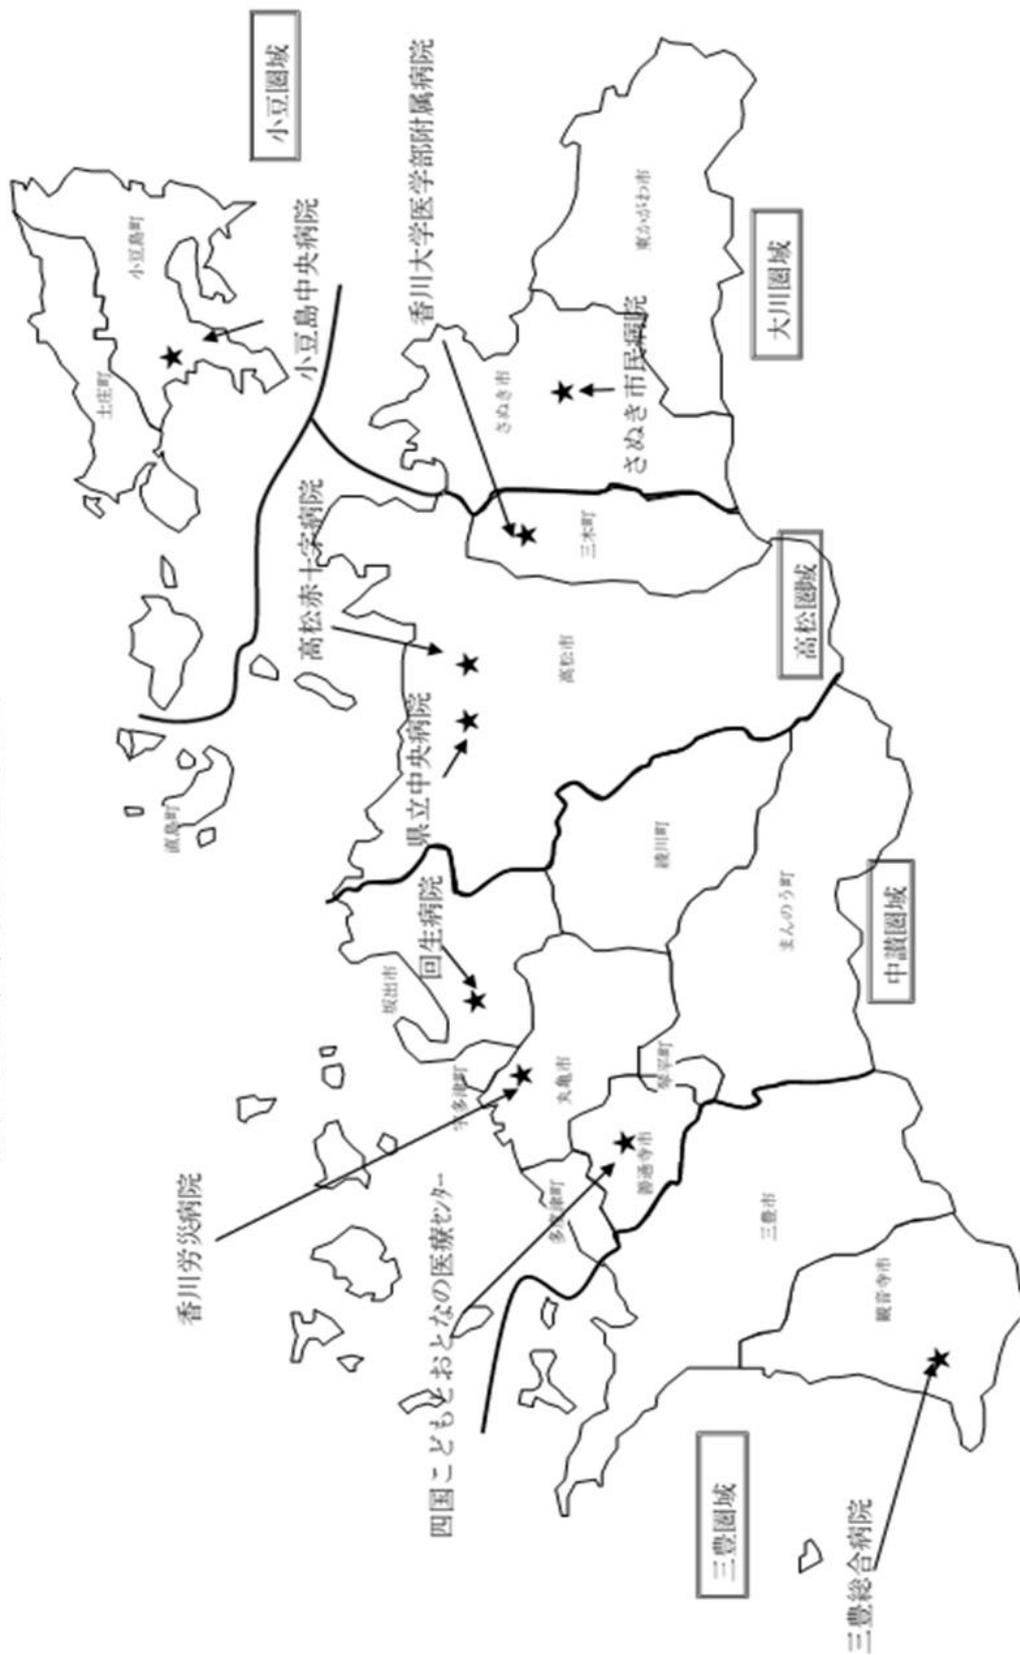 小豆圏域
小豆島町
土庄町
小豆島中央病院
香川大学医学部附属病院
東かがわ市
大川圏域
さぬき市
さぬき市民病院
高松赤十字病院
三木町
高松圏域
高松市
県立中央病院
直島町
回生病院
綾川町
まんのう町
中讃圏域
坂出市
宇多津町
丸亀市
琴平町
香川労災病院
善通寺市
多度津町
四国こどもとおとなの医療センター
三豊市
観音寺市
三豊圏域
三豊総合病院